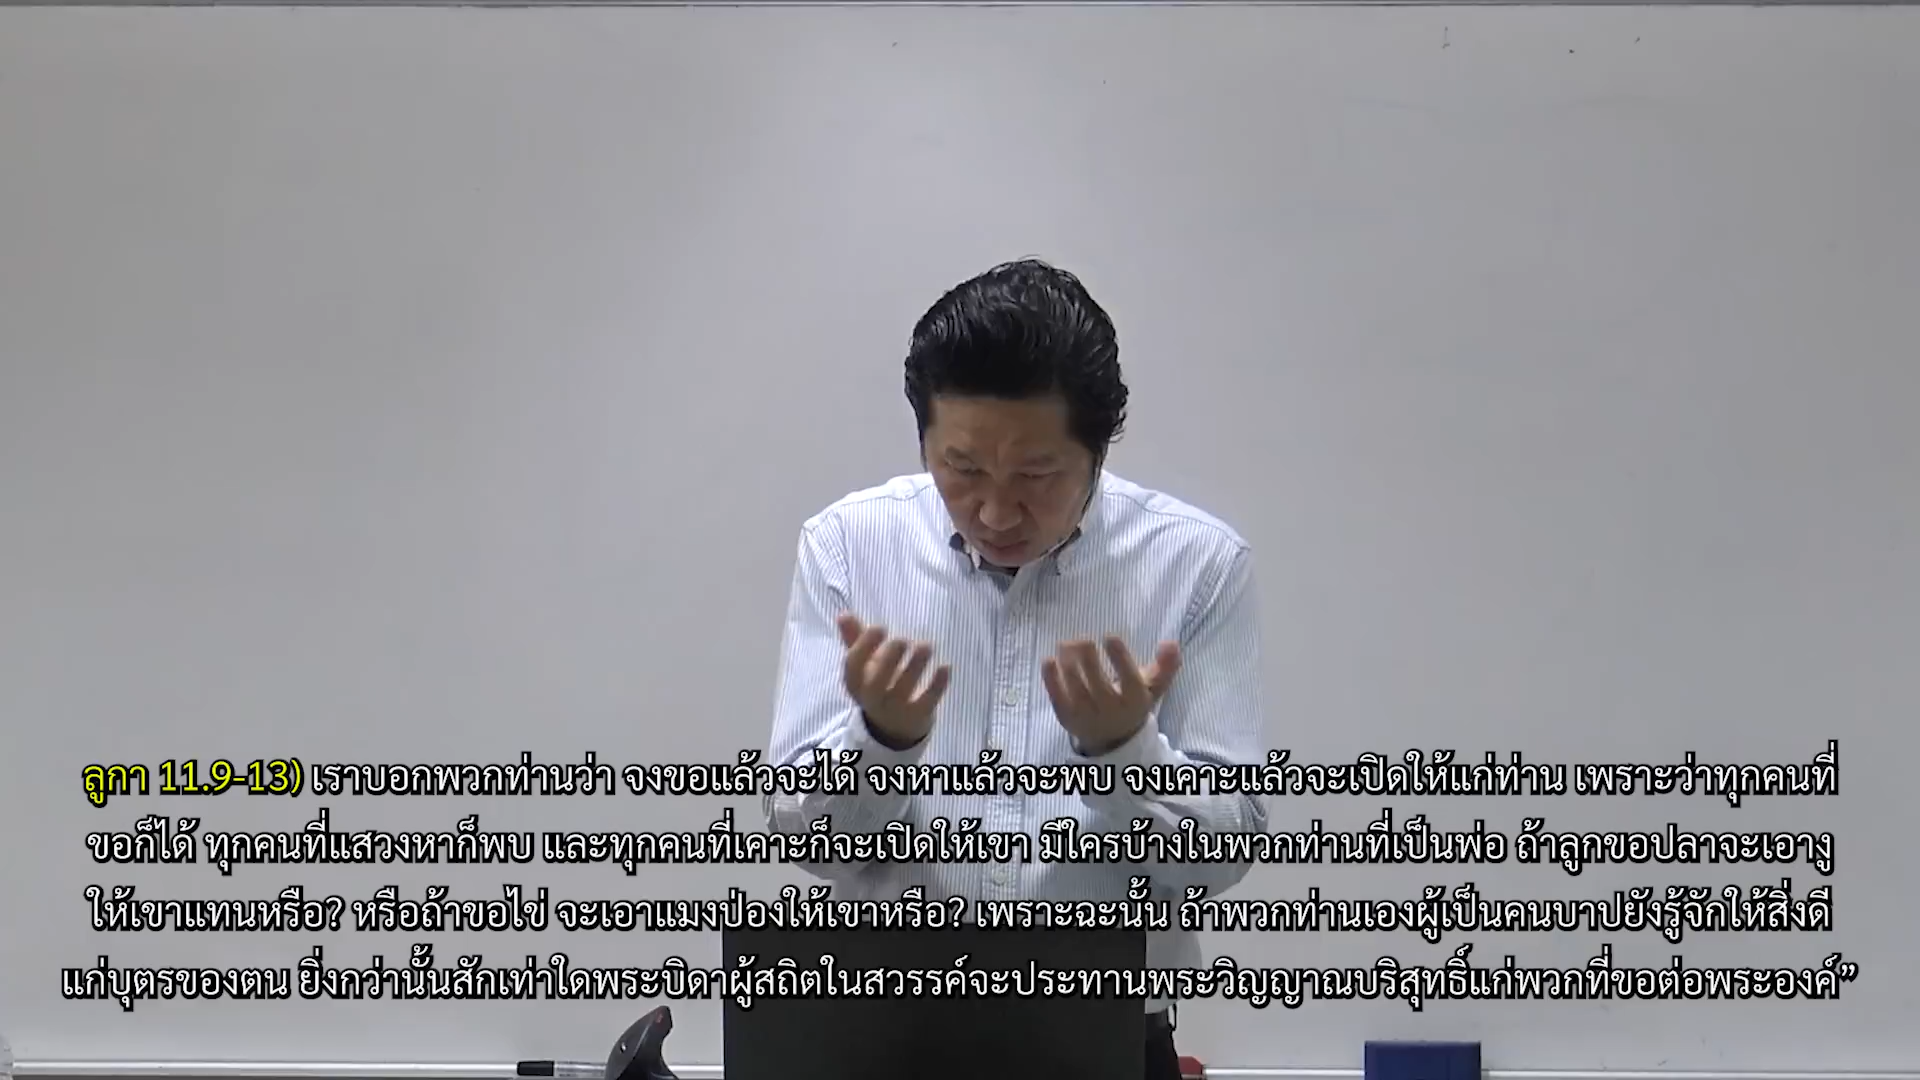 ลูกา 11.9-13) เราบอกพวกท่านว่า จงขอแล้วจะได้ จงหาแล้วจะพบ จงเคาะแล้วจะเปิดให้แก่ท่าน เพราะว่าทุกคนที่
ขอก็ได้ ทุกคนที่แสวงหาก็พบ และทุกคนที่เคาะก็จะเปิดให้เขา มีใครบ้างในพวกท่านที่เป็นพ่อ ถ้าลูกขอปลาจะเอางู
ให้เขาแทนหรือ? หรือถ้าขอไข่ จะเอาแมงป่องให้เขาหรือ? เพราะฉะนั้น ถ้าพวกท่านเองผู้เป็นคนบาปยังรู้จักให้สิ่งดี
แก่บุตรของตน ยิ่งกว่านั้นสักเท่าใดพระบิดาผู้สถิตในสวรรค์จะประทานพระวิญญาณบริสุทธิ์แก่พวกที่ขอต่อพระองค์”